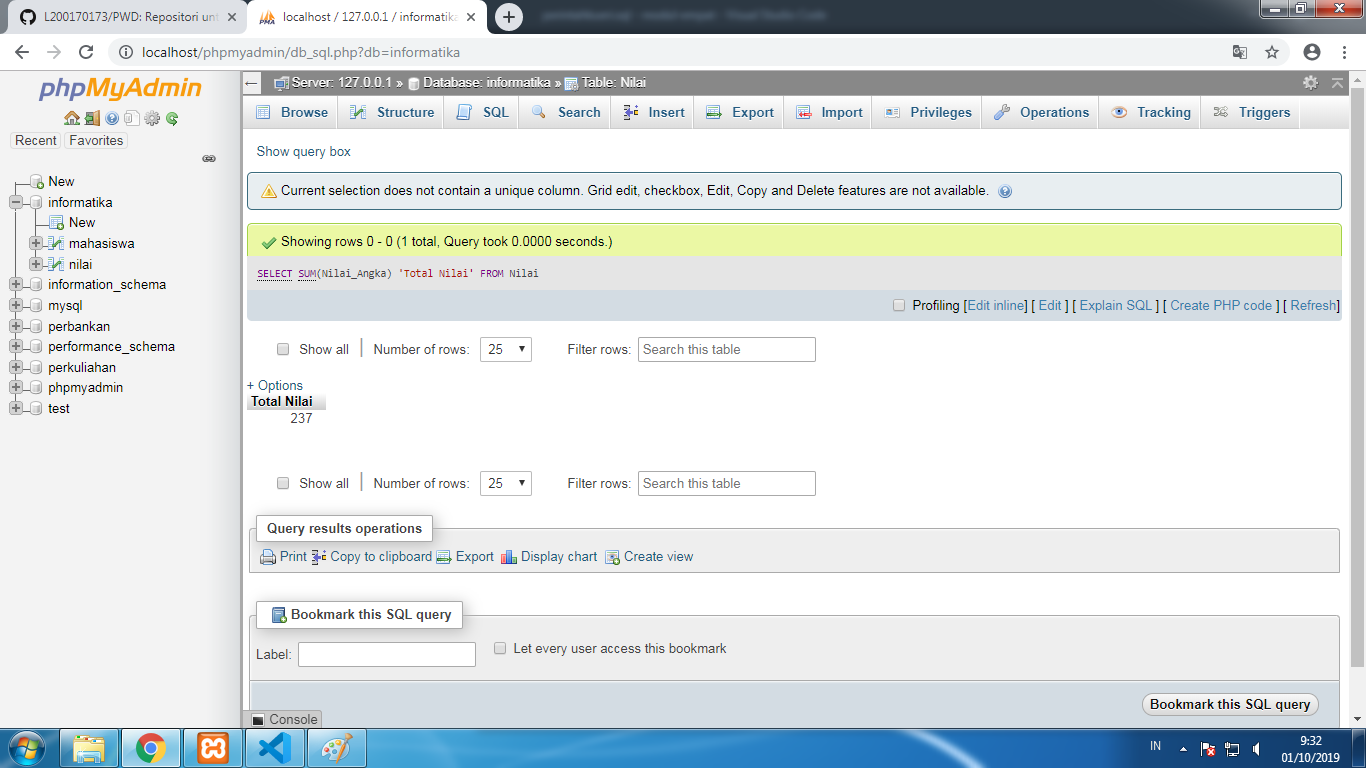 L200170173/PWD: Repositori unt
localhost / 127.0.0.1 / informatika
localhost/phpmyadmin/db_sql.php?db=informatika
phpMyAdmin
Recent Favorites
New
informatika
New
mahasiswa
nilai
information_schema
mysql
perbankan
performance_schema
perkuliahan
phpmyadmin
test
Server: 127.0.0.1 » Database: informatika » Table: Nilai
Browse Structure SQL Search Insert Export Import Privileges Operations Tracking Triggers
Show query box
Current selection does not contain a unique column. Grid edit, checkbox, Edit, Copy and Delete features are not available.
Showing rows 0 - 0 (1 total, Query took 0.0000 seconds.)
SELECT SUM(Nilai_Angka) 'Total Nilai' FROM Nilai
Profiling [Edit inline] [ Edit ] [ Explain SQL ] [ Create PHP code ] [ Refresh]
Show all | Number of rows: 25 Filter rows: Search this table
+ Options
Total Nilai
237
Show all | Number of rows: 25 Filter rows: Search this table
Query results operations
Print Copy to clipboard Export Display chart Create view
Bookmark this SQL query
Label: Let every user access this bookmark
Bookmark this SQL query
Console
IN 9:32
01/10/2019